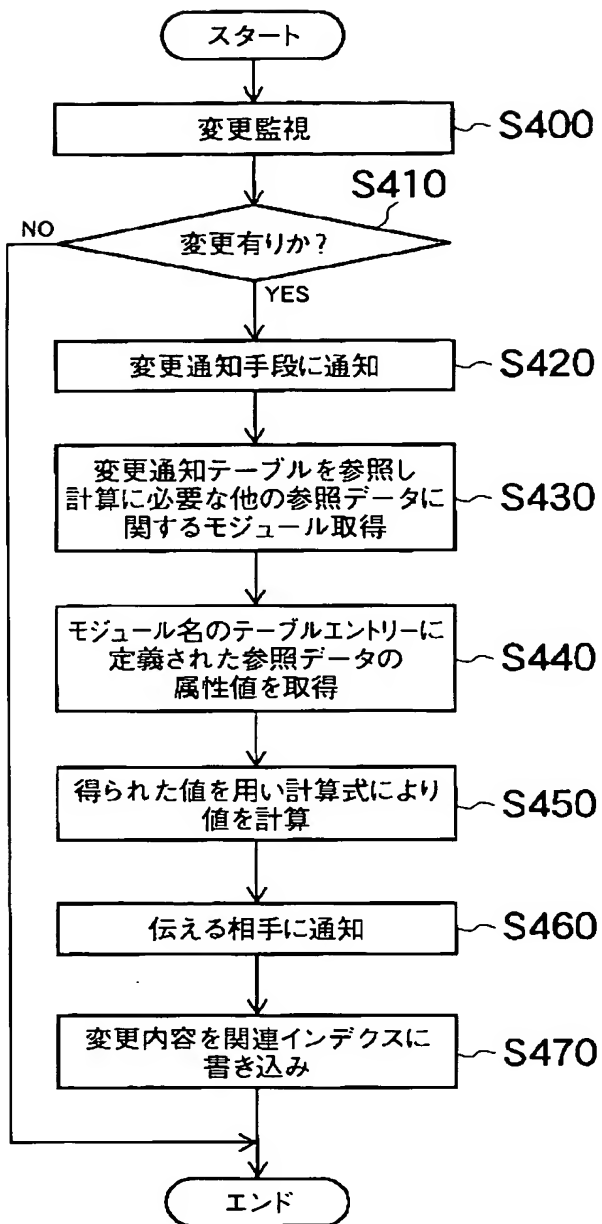 スタート
変更監視
S400
S410
変更有りか?
NO
YES
変更通知手段に通知
S420
変更通知テーブルを参照し
計算に必要な他の参照データに
関するモジュール取得
S430
モジュール名のテーブルエントリーに
定義された参照データの
属性値を取得
S440
得られた値を用い計算式により
値を計算
S450
伝える相手に通知
S460
変更内容を関連インデクスに
書き込み
S470
エンド